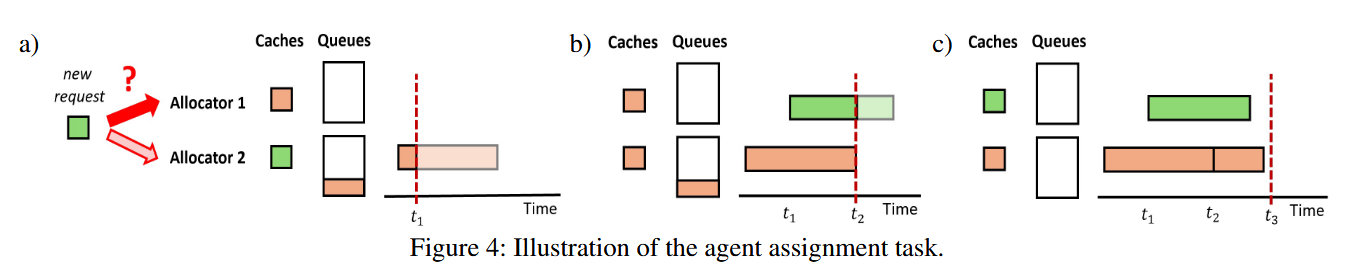 a)
Caches Queues
new
request
?
Allocator 1
Allocator 2
t1
Time
b)
Caches Queues
t1
t2
Time
c)
Caches Queues
t1
t2
t3
Time
Figure 4: Illustration of the agent assignment task.